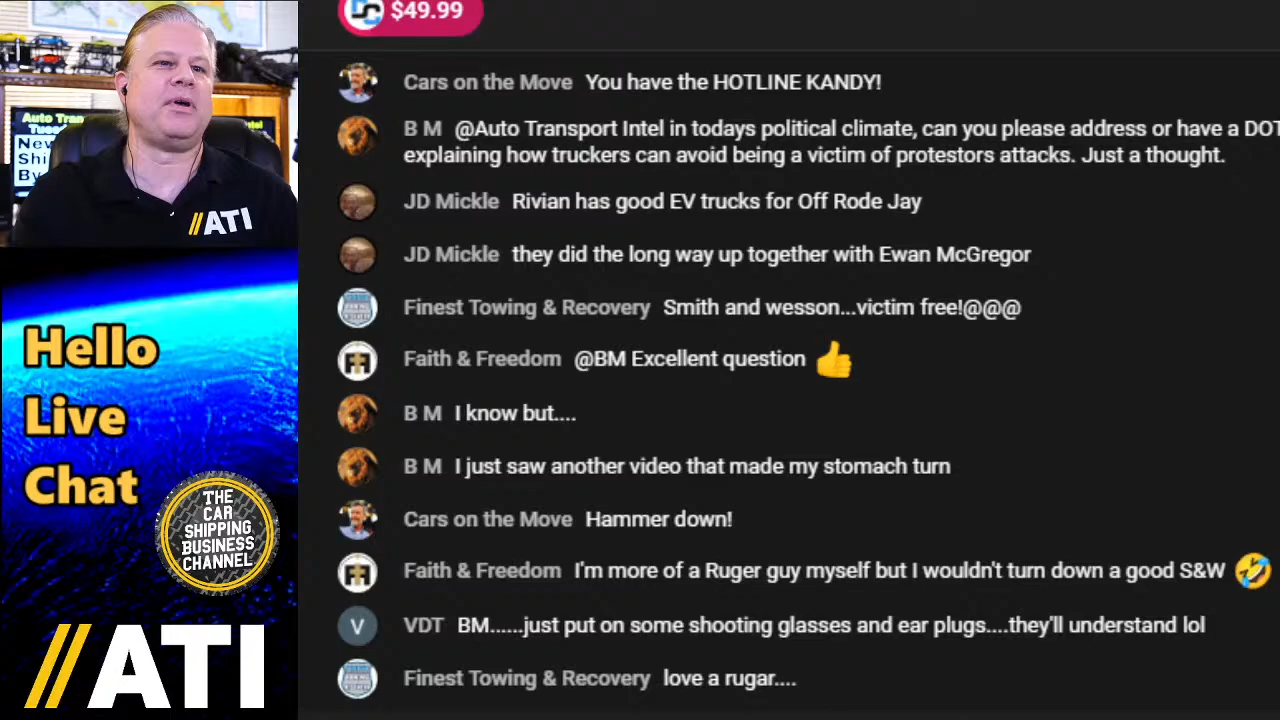 $49.99
Cars on the Move You have the HOTLINE KANDY!
B M @Auto Transport Intel in todays political climate, can you please address or have a DOT
explaining how truckers can avoid being a victim of protestors attacks. Just a thought.
JD Mickle Rivian has good EV trucks for Off Rode Jay
JD Mickle they did the long way up together with Ewan McGregor
Finest Towing & Recovery Smith and wesson...victim free!@@@
Faith & Freedom @BM Excellent question 👍
B M I know but....
B M I just saw another video that made my stomach turn
Cars on the Move Hammer down!
Faith & Freedom I'm more of a Ruger guy myself but I wouldn't turn down a good S&W 🤣
V VDT BM......just put on some shooting glasses and ear plugs....they'll understand lol
Finest Towing & Recovery love a rugar....
Auto Tran
Tuesd
New
Shi
By
ntel
//ATI
Hello
Live
Chat
THE
CAR
SHIPPING
BUSINESS
CHANNEL
//ATI